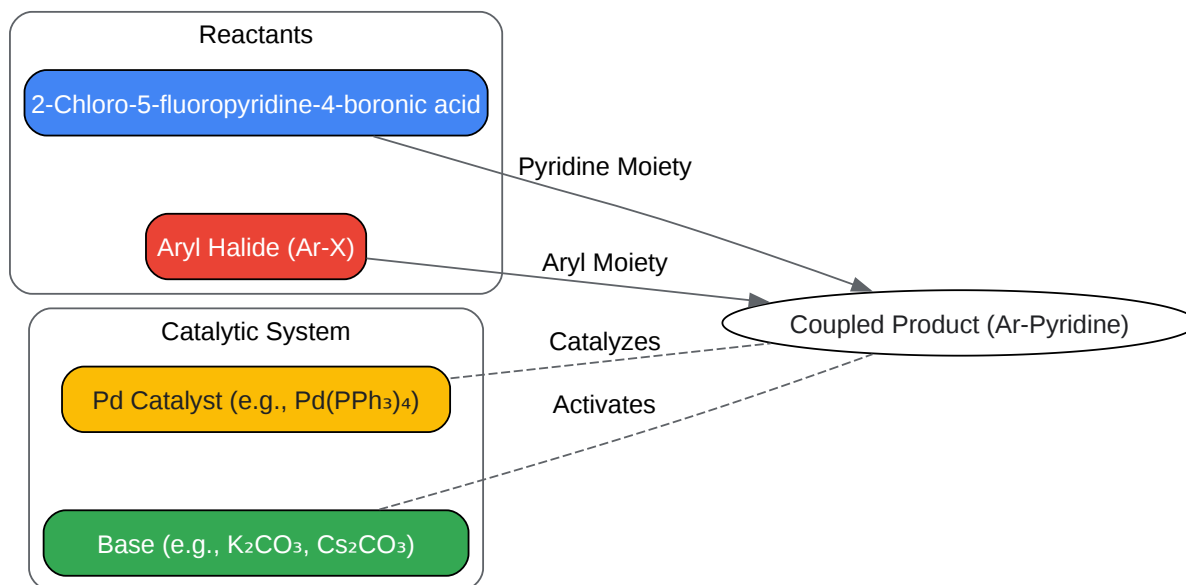 Reactants
2-Chloro-5-fluoropyridine-4-boronic acid
Pyridine Moiety
Aryl Halide (Ar-X)
Aryl Moiety
Coupled Product (Ar-Pyridine)
Catalytic System
Catalyzes
Pd Catalyst (e.g., Pd(PPh₃)₄)
Activates
Base (e.g., K₂CO₃, Cs₂CO₃)